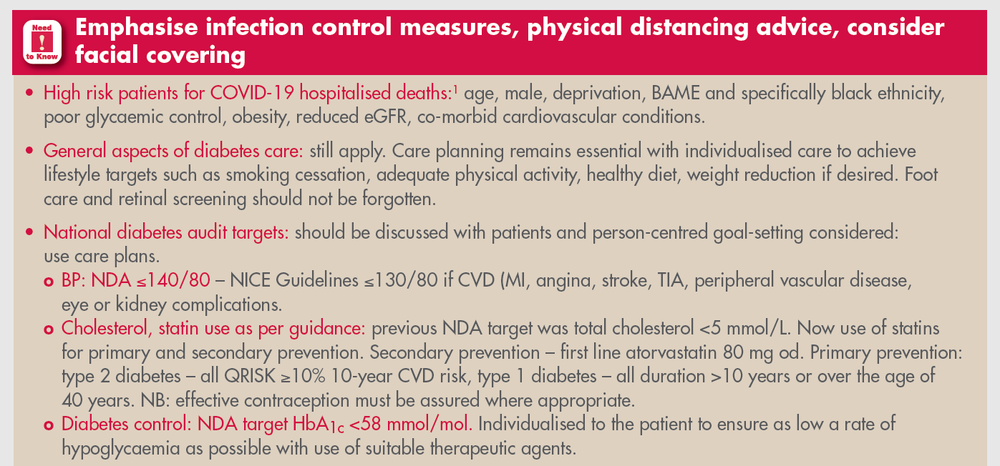 Need
!
to Know
Emphasise infection control measures, physical distancing advice, consider
facial covering
• High risk patients for COVID-19 hospitalised deaths:¹ age, male, deprivation, BAME and specifically black ethnicity,
poor glycaemic control, obesity, reduced eGFR, co-morbid cardiovascular conditions.
• General aspects of diabetes care: still apply. Care planning remains essential with individualised care to achieve
lifestyle targets such as smoking cessation, adequate physical activity, healthy diet, weight reduction if desired. Foot
care and retinal screening should not be forgotten.
• National diabetes audit targets: should be discussed with patients and person-centred goal-setting considered:
use care plans.
o BP: NDA ≤140/80 – NICE Guidelines ≤130/80 if CVD (MI, angina, stroke, TIA, peripheral vascular disease,
eye or kidney complications.
o Cholesterol, statin use as per guidance: previous NDA target was total cholesterol <5 mmol/L. Now use of statins
for primary and secondary prevention. Secondary prevention – first line atorvastatin 80 mg od. Primary prevention:
type 2 diabetes – all QRISK ≥10% 10-year CVD risk, type 1 diabetes – all duration >10 years or over the age of
40 years. NB: effective contraception must be assured where appropriate.
o Diabetes control: NDA target HbA1c <58 mmol/mol. Individualised to the patient to ensure as low a rate of
hypoglycaemia as possible with use of suitable therapeutic agents.